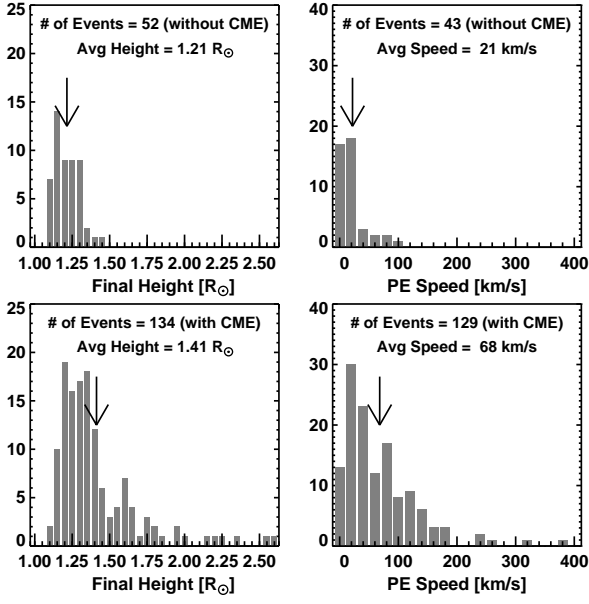 # of Events = 52 (without CME)
Avg Height = 1.21 R☉
25
20
15
10
5
0
1.00 1.25 1.50 1.75 2.00 2.25 2.50
Final Height [R☉]
# of Events = 43 (without CME)
Avg Speed = 21 km/s
40
30
20
10
0
0 100 200 300 400
PE Speed [km/s]
# of Events = 134 (with CME)
Avg Height = 1.41 R☉
25
20
15
10
5
0
1.00 1.25 1.50 1.75 2.00 2.25 2.50
Final Height [R☉]
# of Events = 129 (with CME)
Avg Speed = 68 km/s
40
30
20
10
0
0 100 200 300 400
PE Speed [km/s]